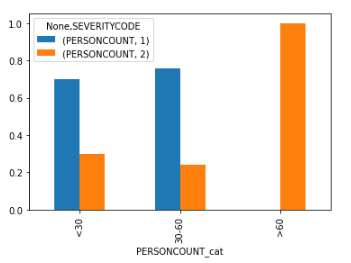 None,SEVERITYCODE
(PERSONCOUNT, 1)
(PERSONCOUNT, 2)
1.0
0.8
0.6
0.4
0.2
0.0
<30
30-60
>60
PERSONCOUNT_cat